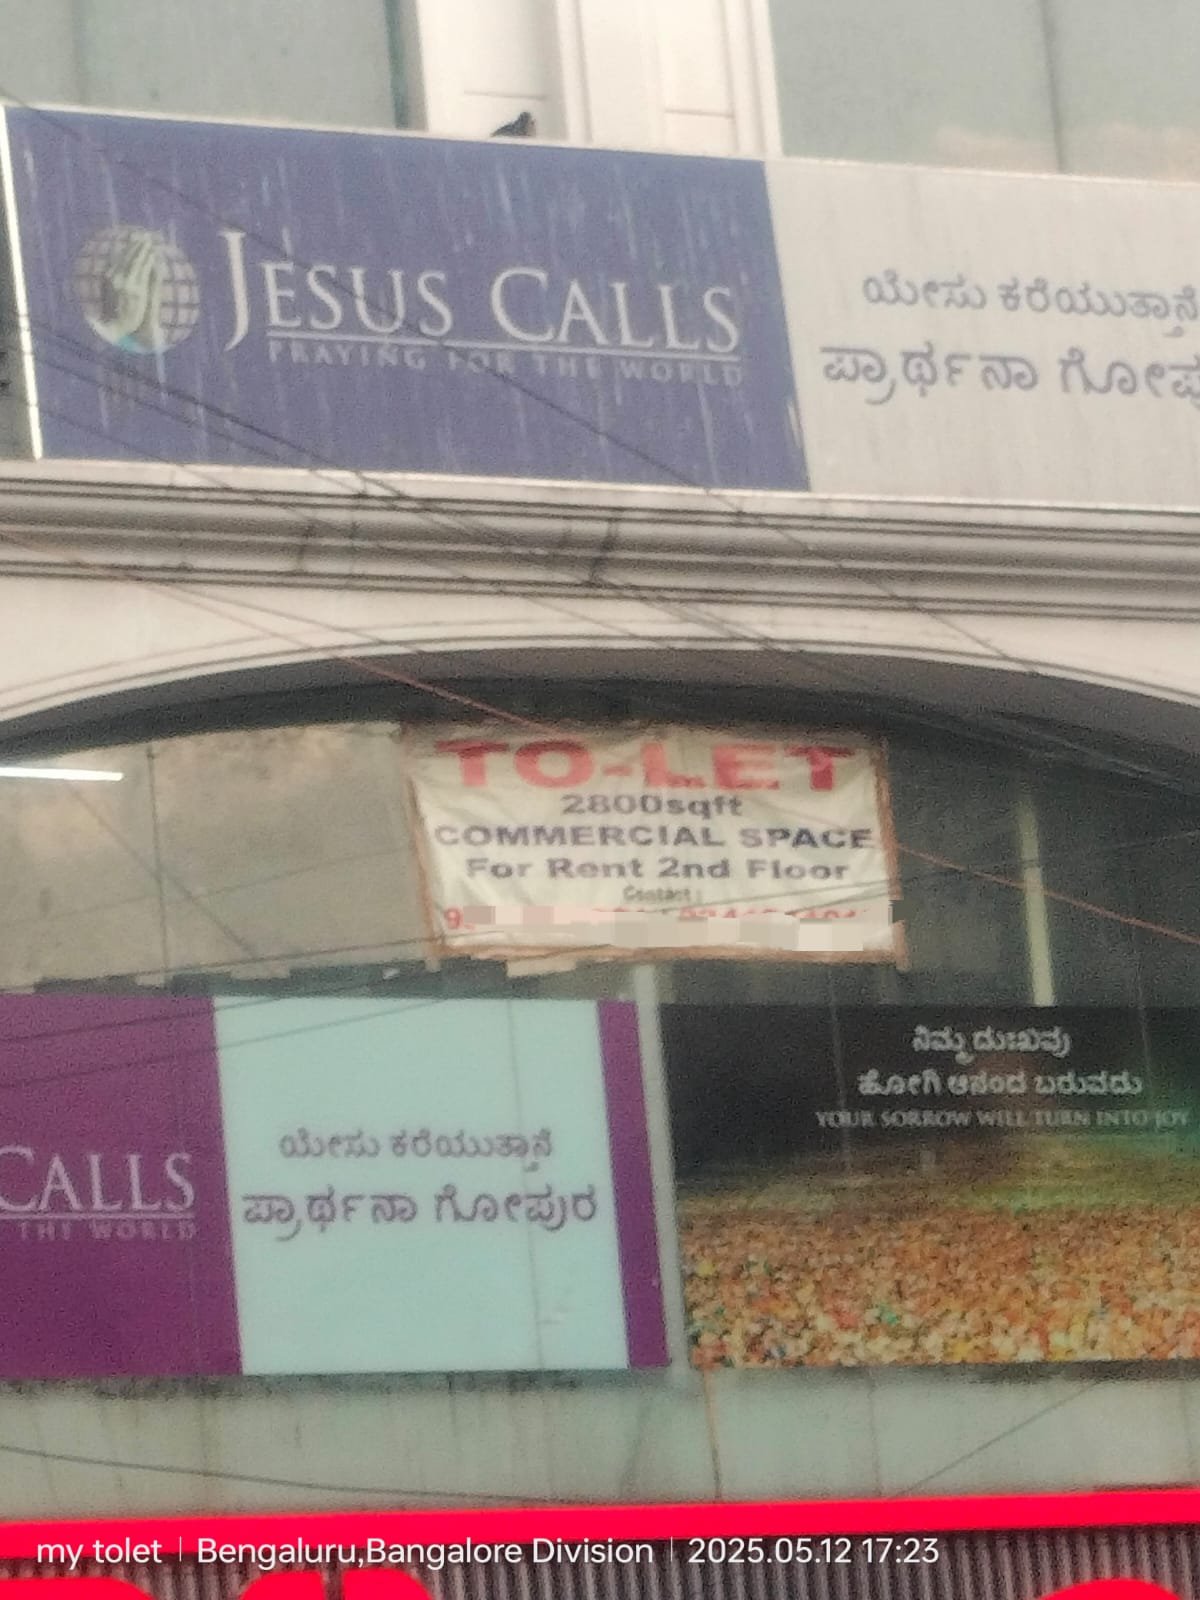 JESUS CALLS
PRAYING FOR THE WORLD
ಯೇಸು ಕರೆಯುತ್ತಾನೆ
ಪ್ರಾರ್ಥನಾ
TO-LET
2800sqft
COMMERCIAL SPACE
For Rent 2nd Floor
Contact :
CALLS
THE WORLD
ಯೇಸು ಕರೆಯುತ್ತಾನೆ
ಪ್ರಾರ್ಥನಾ ಗೋಪುರ
ನಿಮ್ಮ ದುಃಖವು
ಹೋಗಿ ಆನಂದ ಬರುವದು
YOUR SORROW WILL TURN INTO JOY
my tolet | Bengaluru,Bangalore Division | 2025.05.12 17:23